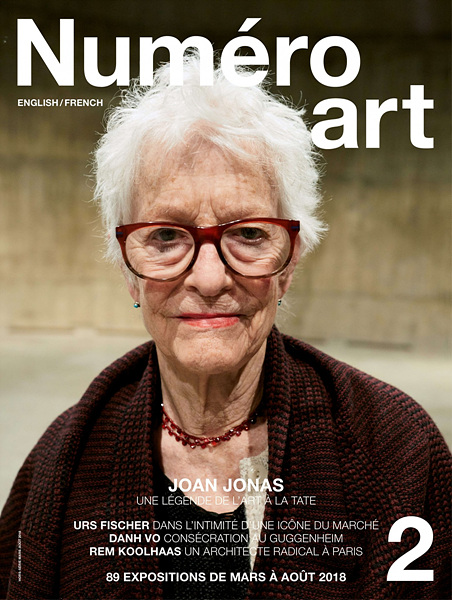 Numéro
ENGLISH/FRENCH
art
JOAN JONAS
UNE LÉGENDE DE L'ART À LA TATE
URS FISCHER DANS L'INTIMITÉ D'UNE ICÔNE DU MARCHÉ
DANH VO CONSÉCRATION AU GUGGENHEIM
REM KOOLHAAS UN ARCHITECTE RADICAL À PARIS
2
89 EXPOSITIONS DE MARS À AOÛT 2018